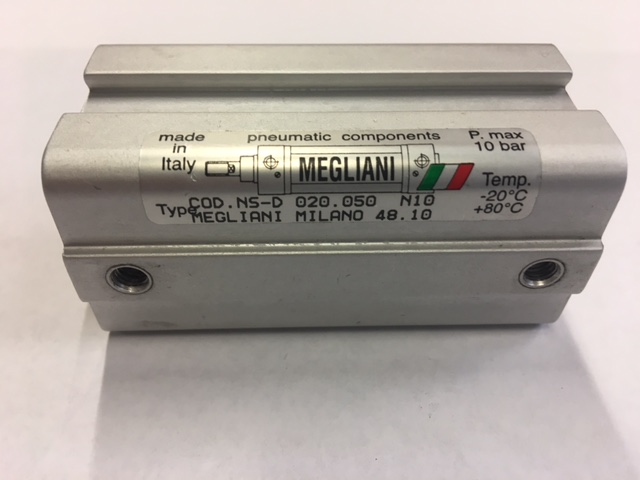 made in Italy
pneumatic components
MEGLIANI
P. max
10 bar
Temp.
-20°C
+80°C
Type
COD.NS-D 020.050 N10
MEGLIANI MILANO 48.10